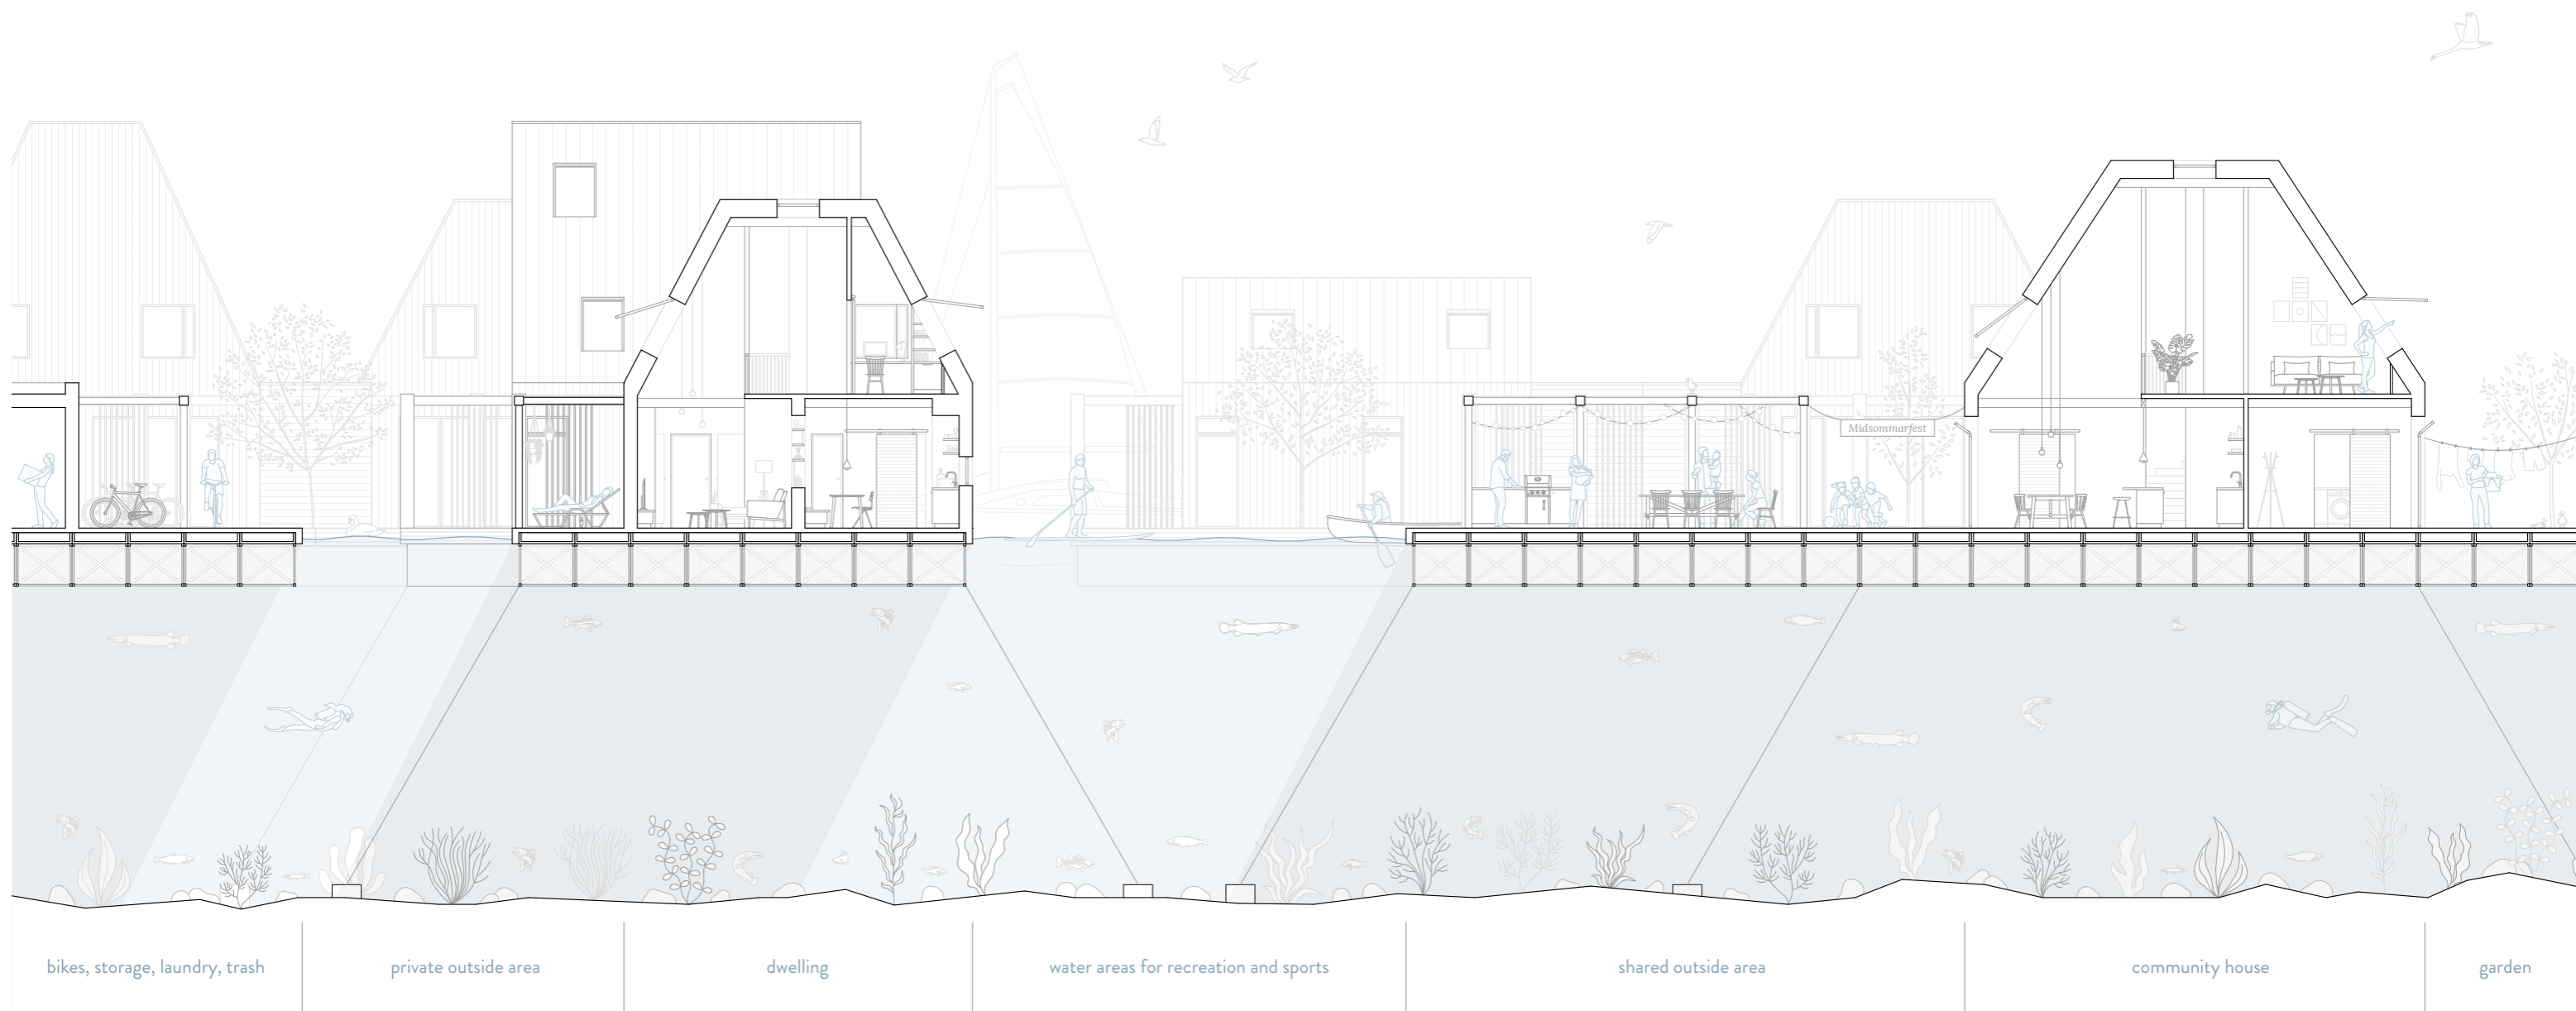 Midsommarfest
bikes, storage, laundry, trash
private outside area
dwelling
water areas for recreation and sports
shared outside area
community house
garden